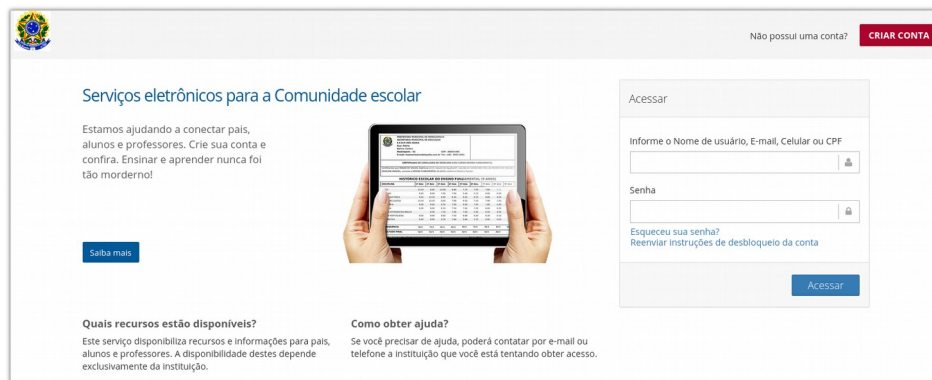 Não possui uma conta?
CRIAR CONTA
Serviços eletrônicos para a Comunidade escolar
Estamos ajudando a conectar pais,
alunos e professores. Crie sua conta e
confira. Ensinar e aprender nunca foi
tão morderno!
Saiba mais
HISTÓRICO ESCOLAR DO ENSINO FUNDAMENTAL (9 ANOS)
Acessar
Informe o Nome de usuário, E-mail, Celular ou CPF
Senha
Esqueceu sua senha?
Reenviar instruções de desbloqueio da conta
Acessar
Quais recursos estão disponíveis?
Este serviço disponibiliza recursos e informações para pais,
alunos e professores. A disponibilidade destes depende
exclusivamente da instituição.
Como obter ajuda?
Se você precisar de ajuda, poderá contatar por e-mail ou
telefone a instituição que você está tentando obter acesso.